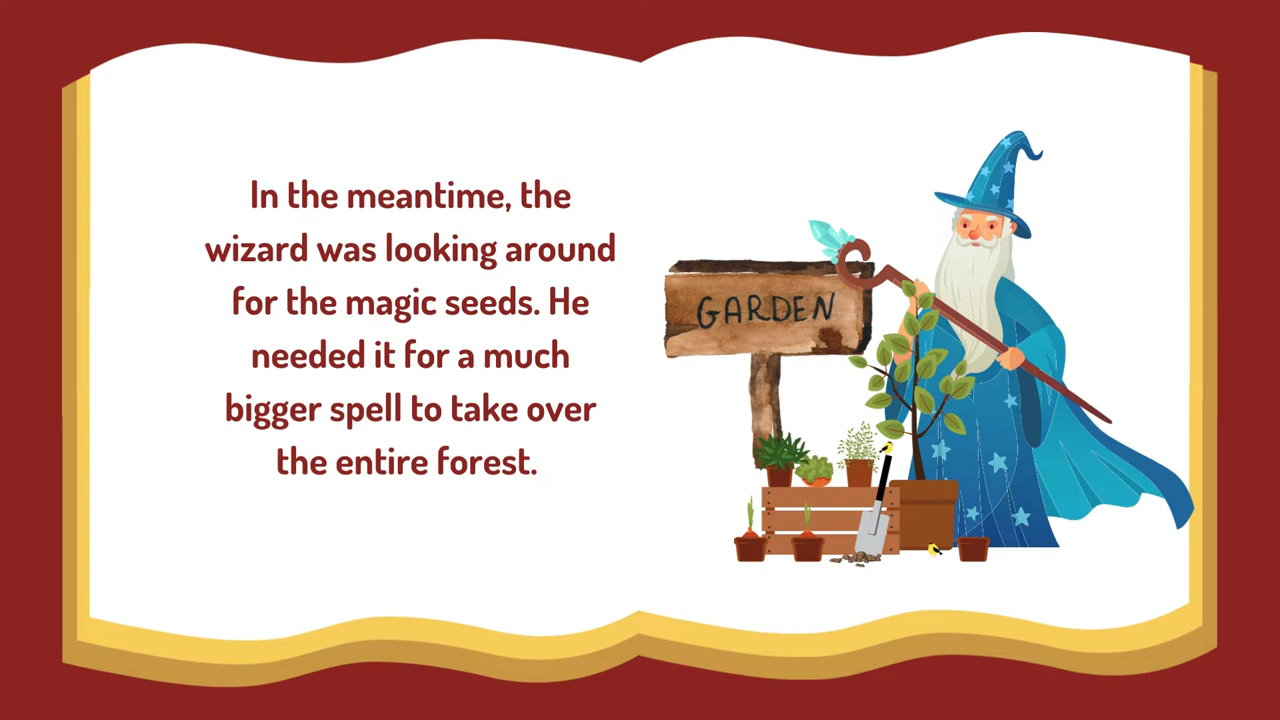 In the meantime, the
wizard was looking around
for the magic seeds. He
needed it for a much
bigger spell to take over
the entire forest.
GARDEN